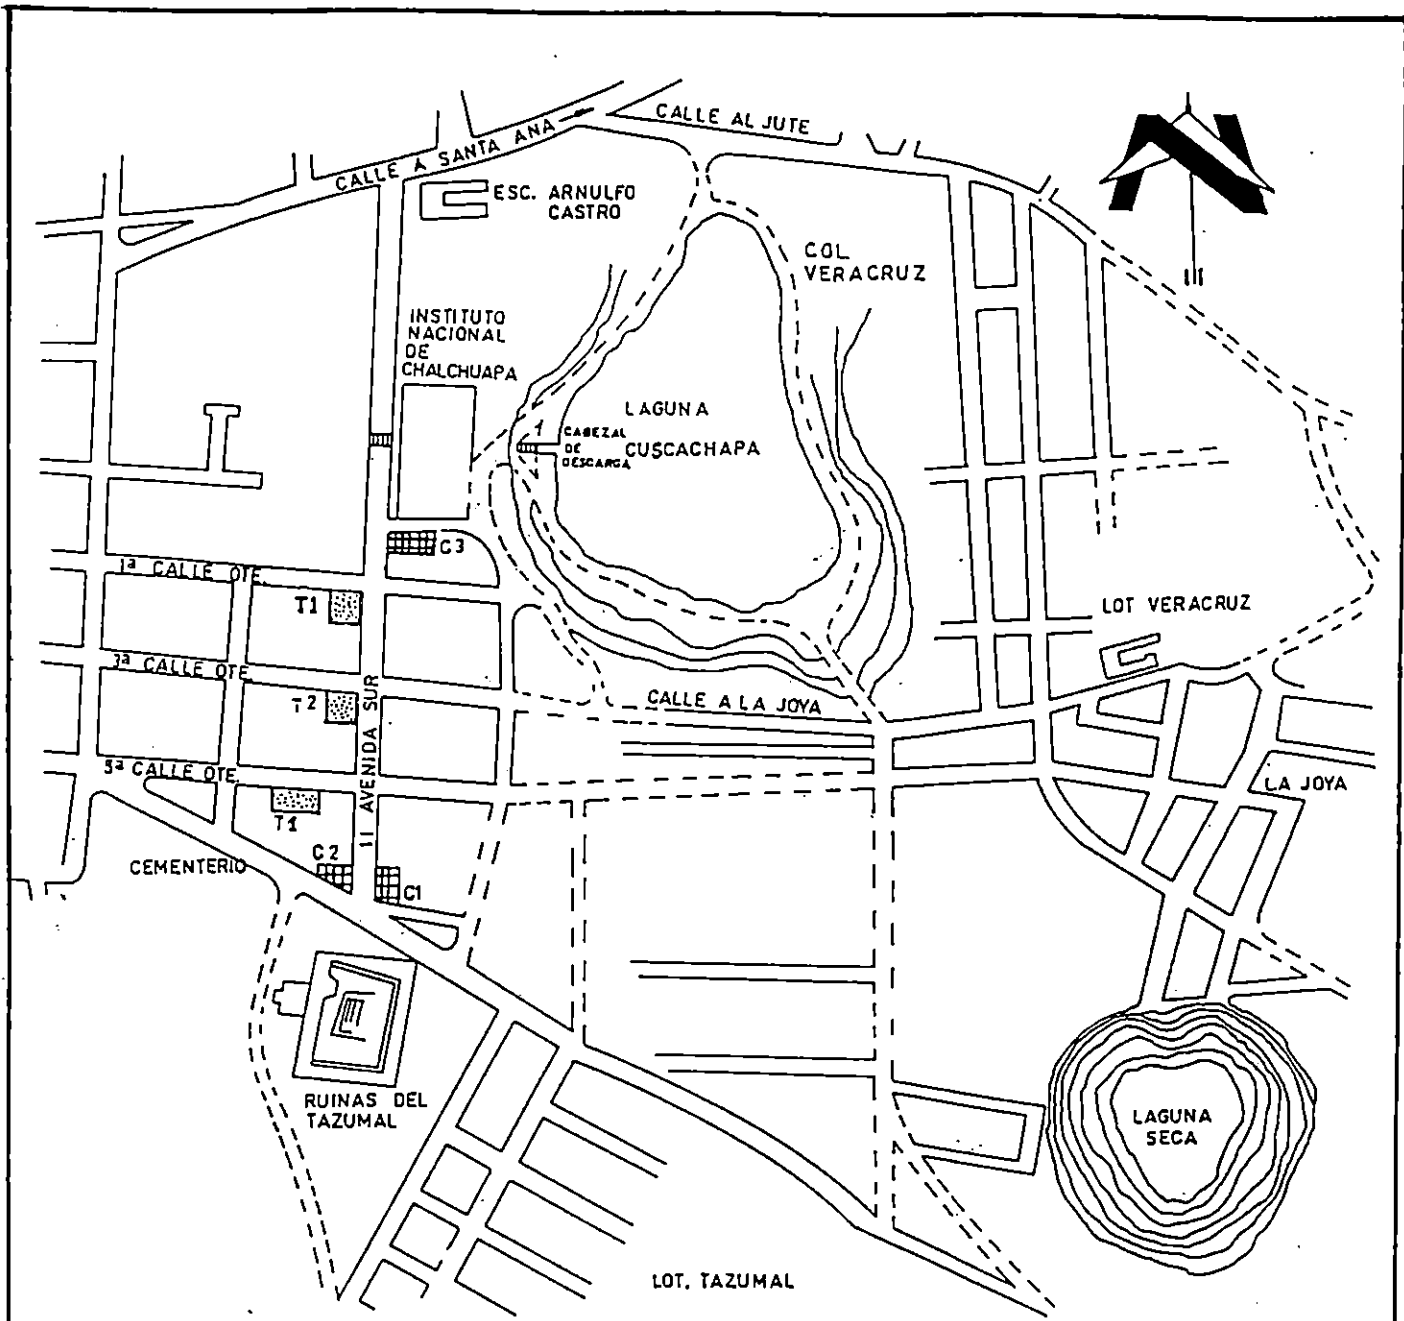 CALLE AL JUTE
CALLE A SANTA ANA
ESC. ARNULFO
CASTRO
COL
VERACRUZ
INSTITUTO
NACIONAL
DE
CHALCHUAPA
LAGUNA
CUSCACHAPA
CABEZAL
DE
DESCARGA
C3
1ª CALLE OTE.
T1
LOT VERACRUZ
3ª CALLE OTE
T2
CALLE A LA JOYA
11 AVENIDA SUR
5ª CALLE OTE.
T1
LA JOYA
C2
CEMENTERIO
C1
RUINAS DEL
TAZUMAL
LAGUNA
SECA
LOT. TAZUMAL